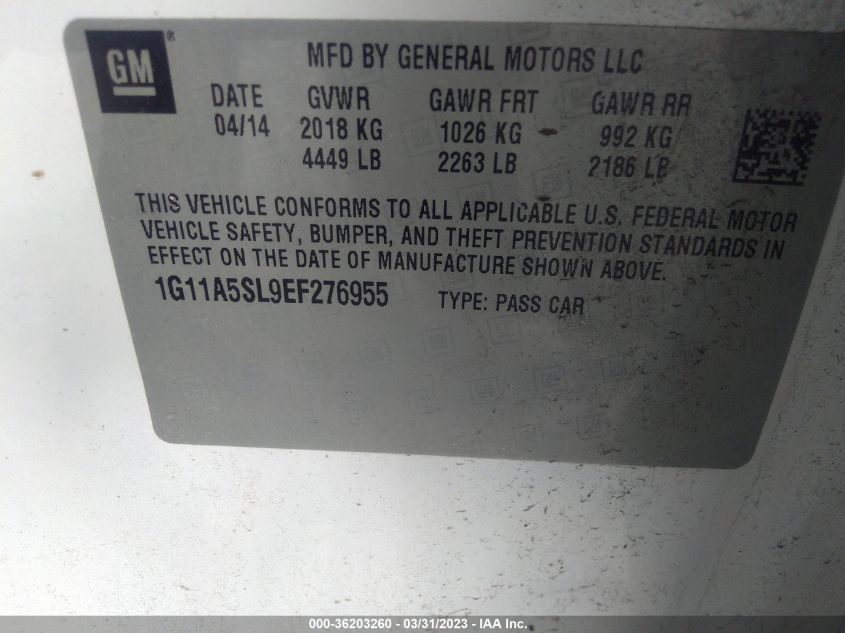 GM® MFD BY GENERAL MOTORS LLC
DATE GVWR GAWR FRT GAWR RR
04/14 2018 KG 1026 KG 992 KG
4449 LB 2263 LB 2186 LB
THIS VEHICLE CONFORMS TO ALL APPLICABLE U.S. FEDERAL MOTOR
VEHICLE SAFETY, BUMPER, AND THEFT PREVENTION STANDARDS IN
EFFECT ON THE DATE OF MANUFACTURE SHOWN ABOVE.
1G11A5SL9EF276955 TYPE: PASS CAR
000-36203260 - 03/31/2023 - IAA Inc.